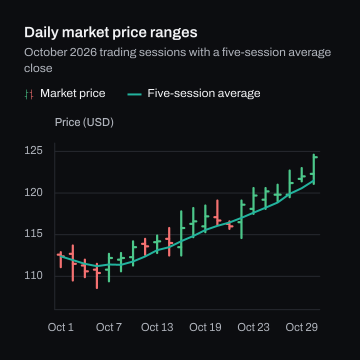 Daily market price ranges
October 2026 trading sessions with a five-session average
close
Market price
Five-session average
Price (USD)
125
120
115
110
Oct 1
Oct 7
Oct 13
Oct 19
Oct 23
Oct 29